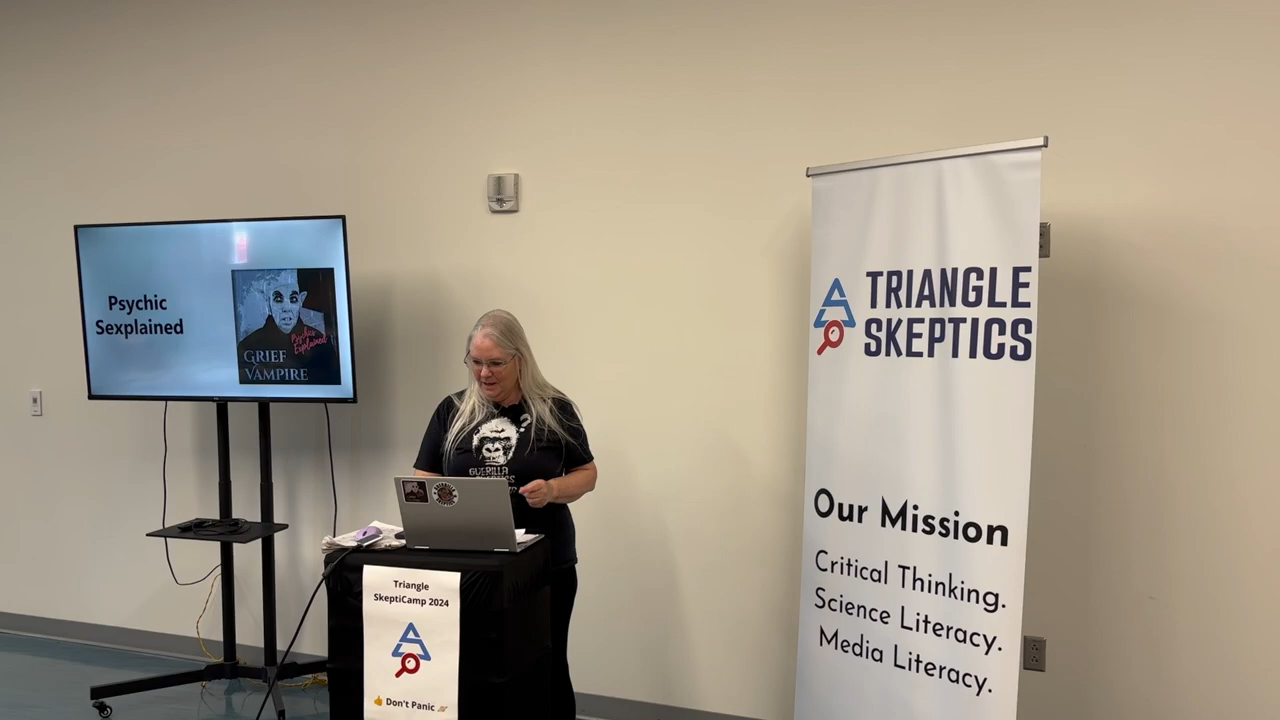 Psychic
Sexplained
Psychic
Explained
GRIEF
VAMPIRE
GUERILLA
Triangle
SkeptiCamp 2024
Don't Panic
TRIANGLE
SKEPTICS
Our Mission
Critical Thinking.
Science Literacy.
Media Literacy.